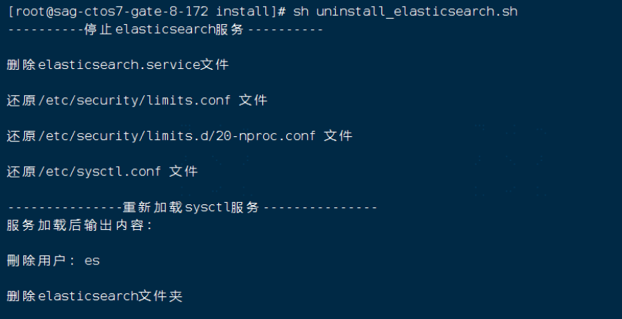 [root@sag-ctos7-gate-8-172 install]# sh uninstall_elasticsearch.sh
----------停止elasticsearch服务----------
删除elasticsearch.service文件
还原/etc/security/limits.conf 文件
还原/etc/security/limits.d/20-nproc.conf 文件
还原/etc/sysctl.conf 文件
---------------重新加载sysctl服务---------------
服务加载后输出内容：
删除用户：es
删除elasticsearch文件夹